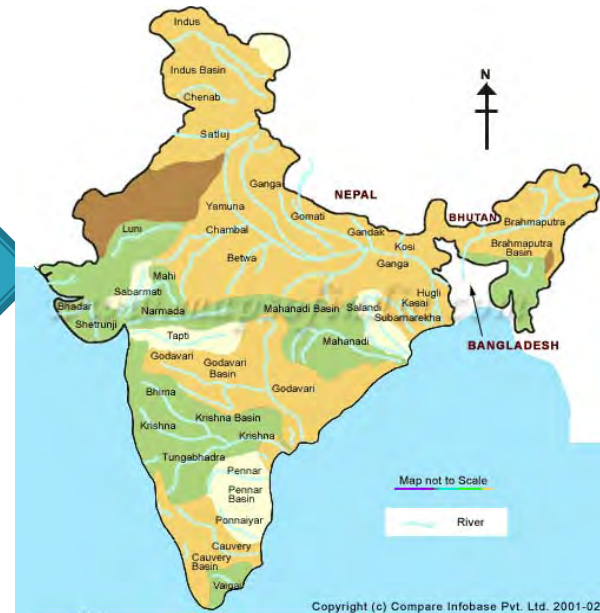 Indus
Indus Basin
Chenab
Satluj
N
NEPAL
BHUTAN
Ganga
Yamuna
Gomati
Gandak
Brahmaputra
Luni
Chambal
Kosi
Brahmaputra
Basin
Betwa
Ganga
Mahi
Sabarmati
Hugli
Bhadar
Narmada
Mahanadi Basin
Salandi
Kasai
Shetrunji
Subarnarekha
Tapti
Mahanadi
BANGLADESH
Godavari
Godavari
Basin
Godavari
Bhima
Krishna
Krishna Basin
Krishna
Tungabhadra
Pennar
Pennar
Basin
Ponnaiyar
Map not to Scale
River
Cauvery
Cauvery
Basin
Vaigai
Copyright (c) Compare Infobase Pvt. Ltd. 2001-02